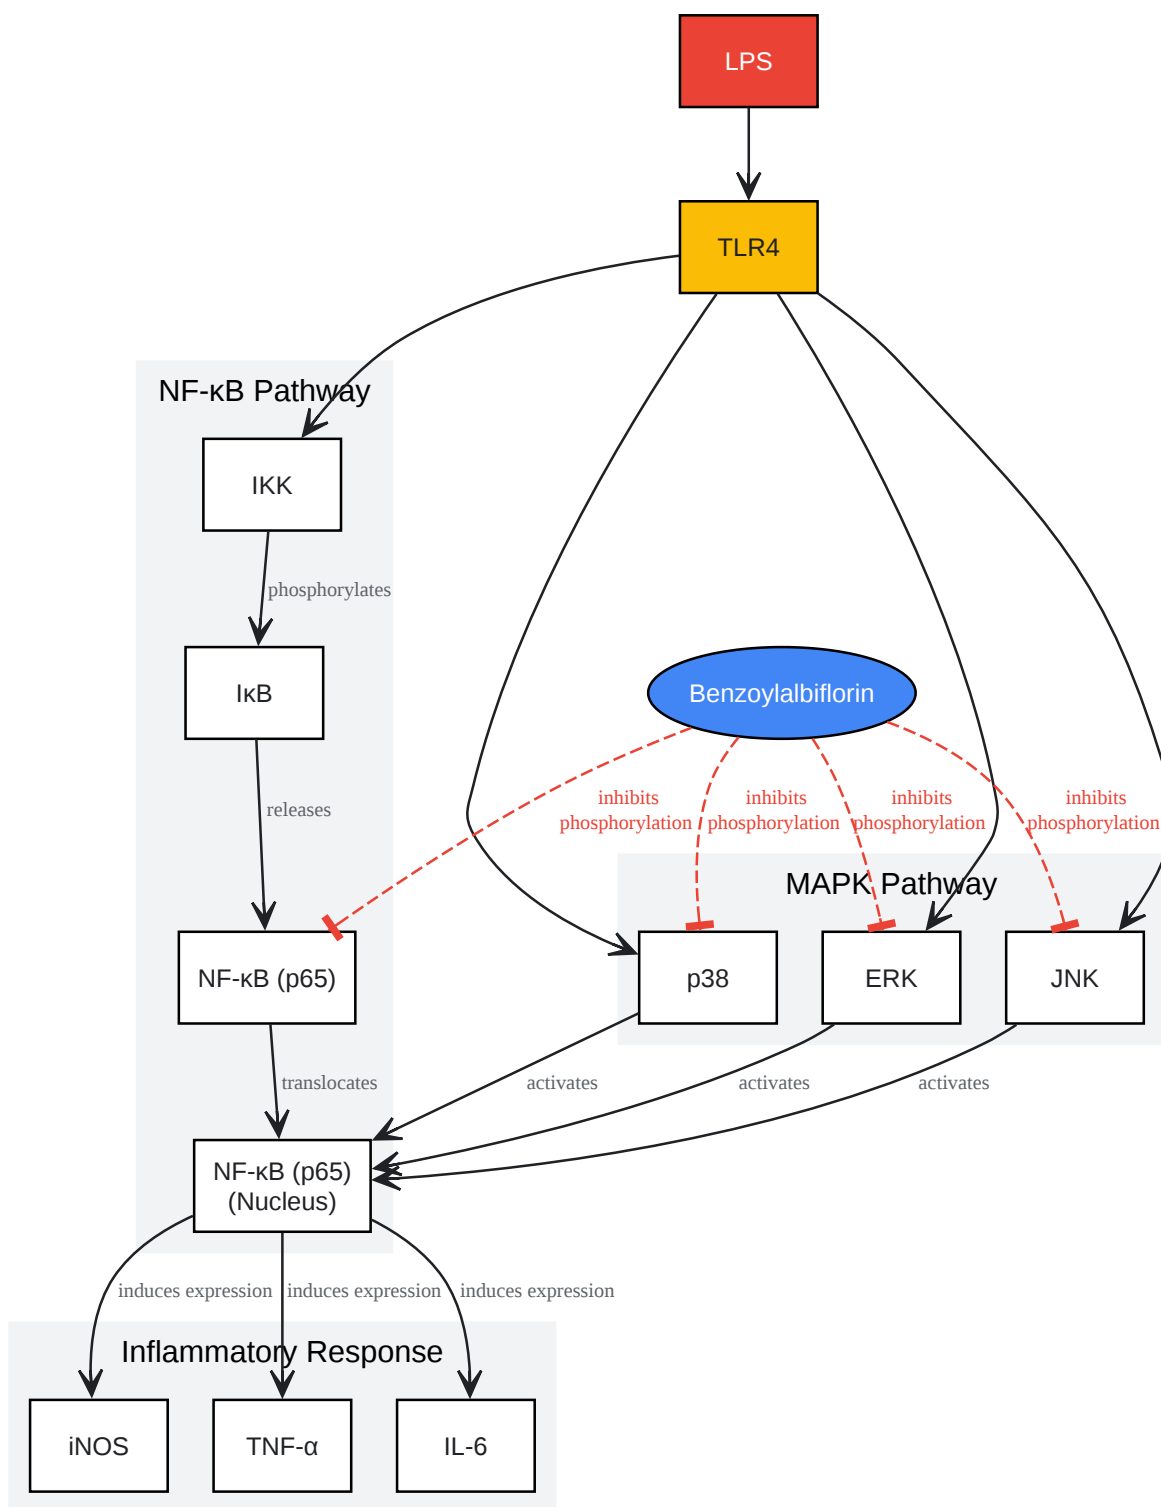 LPS
TLR4
NF-κB Pathway
IKK
phosphorylates
IκB
Benzoylalbiflorin
releases
inhibits
phosphorylation
inhibits
phosphorylation
inhibits
phosphorylation
inhibits
phosphorylation
MAPK Pathway
NF-κB (p65)
p38
ERK
JNK
translocates
activates
activates
activates
NF-κB (p65)
(Nucleus)
induces expression
induces expression
induces expression
Inflammatory Response
iNOS
TNF-α
IL-6